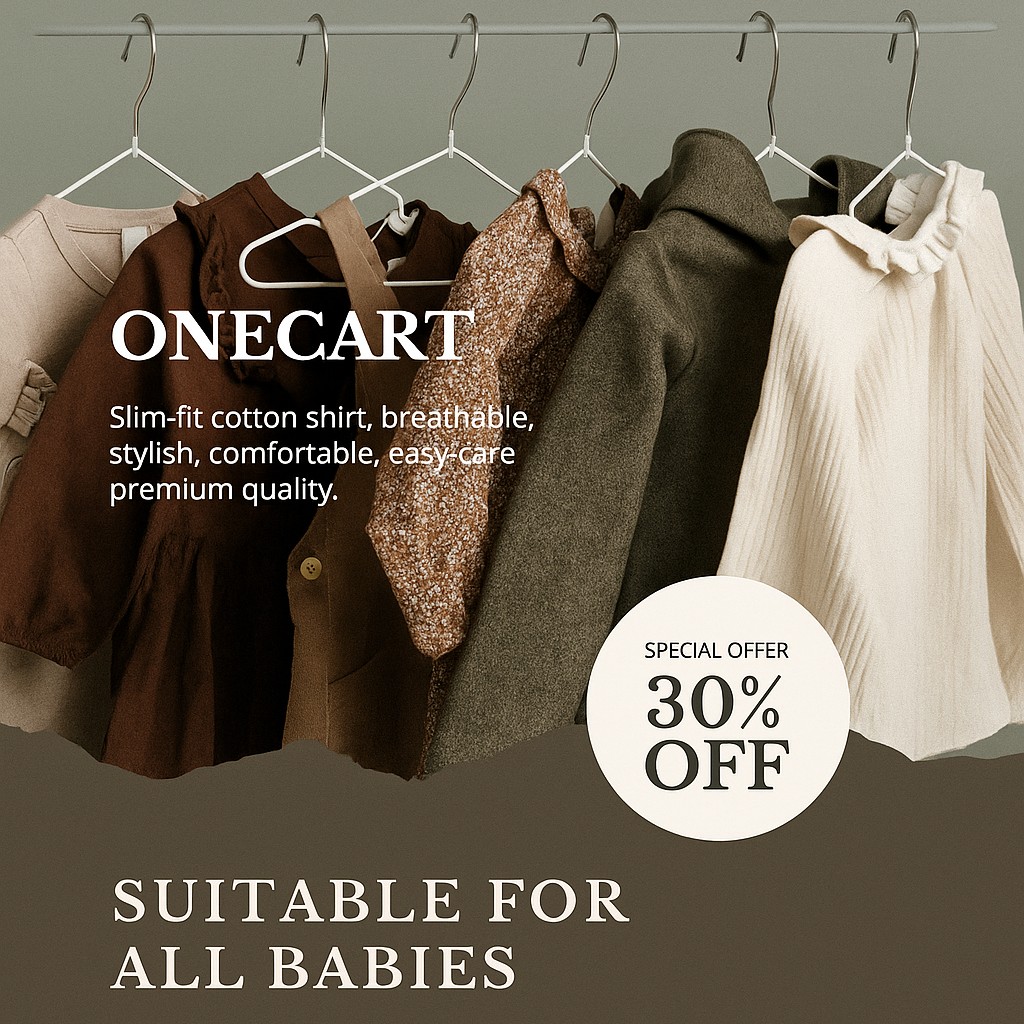 ONECART
Slim-fit cotton shirt, breathable,
stylish, comfortable, easy-care
premium quality.
SPECIAL OFFER
30%
OFF
SUITABLE FOR
ALL BABIES